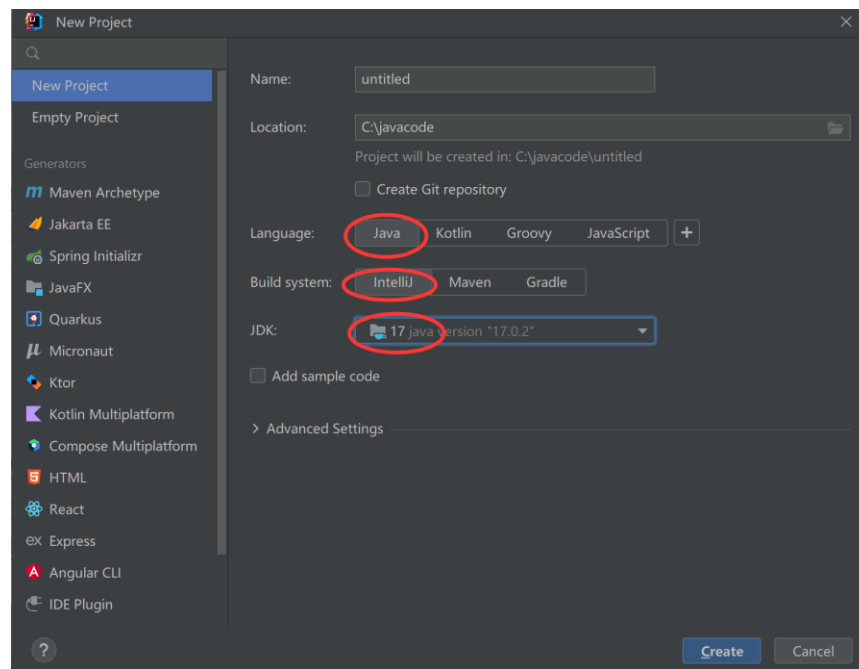 New Project
New Project
Empty Project
Generators
m Maven Archetype
Jakarta EE
Spring Initializr
JavaFX
Quarkus
μ Micronaut
Ktor
Kotlin Multiplatform
Compose Multiplatform
HTML
React
ex Express
Angular CLI
IDE Plugin
?
Name: untitled
Location: C:\javacode
Project will be created in: C:\javacode\untitled
Create Git repository
Language: Java Kotlin Groovy JavaScript +
Build system: IntelliJ Maven Gradle
JDK: 17 java version "17.0.2"
Add sample code
> Advanced Settings
Create Cancel